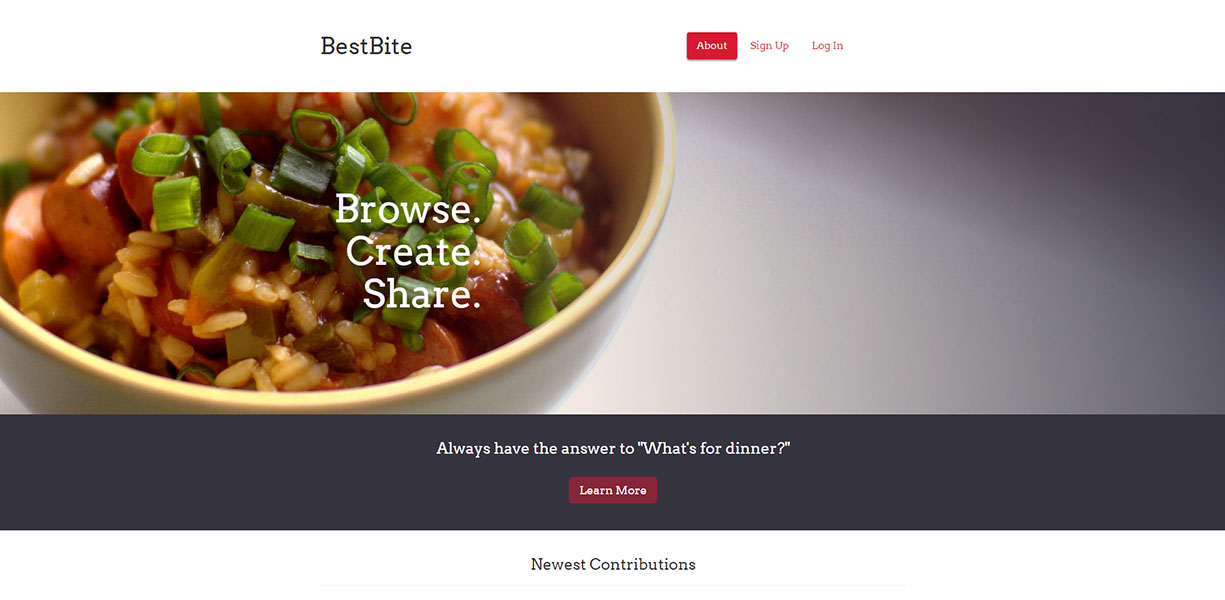 BestBite
About Sign Up Log In
Browse.
Create.
Share.
Always have the answer to "What's for dinner?"
Learn More
Newest Contributions